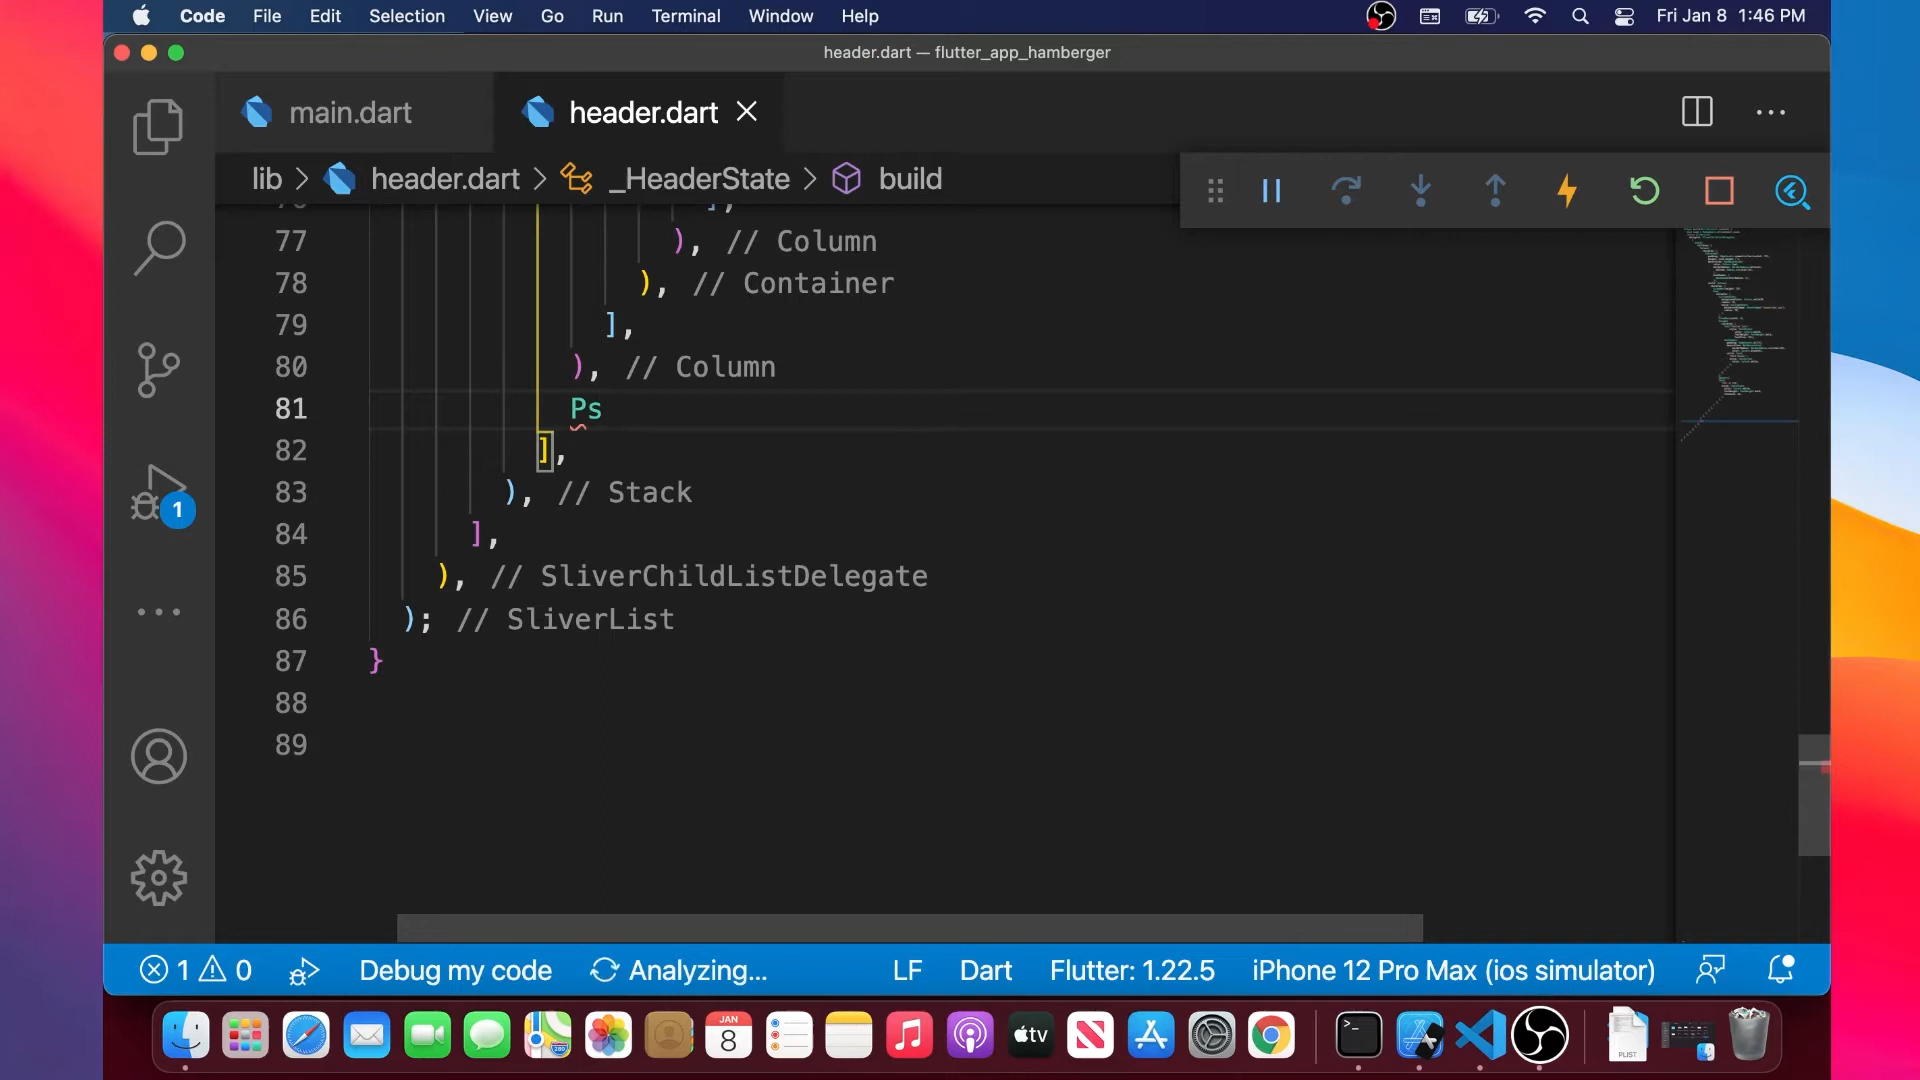 Code File Edit Selection View Go Run Terminal Window Help Fri Jan 8 1:46 PM
header.dart — flutter_app_hamberger
main.dart header.dart
lib > header.dart > _HeaderState > build
],
77 ), // Column
78 ), // Container
79 ],
80 ), // Column
81 Ps
82 ],
83 ), // Stack
84 ],
85 ), // SliverChildListDelegate
86 ); // SliverList
87 }
88
89
1
1 0 Debug my code Analyzing... LF Dart Flutter: 1.22.5 iPhone 12 Pro Max (ios simulator)
JAN
8
tv
PLIST